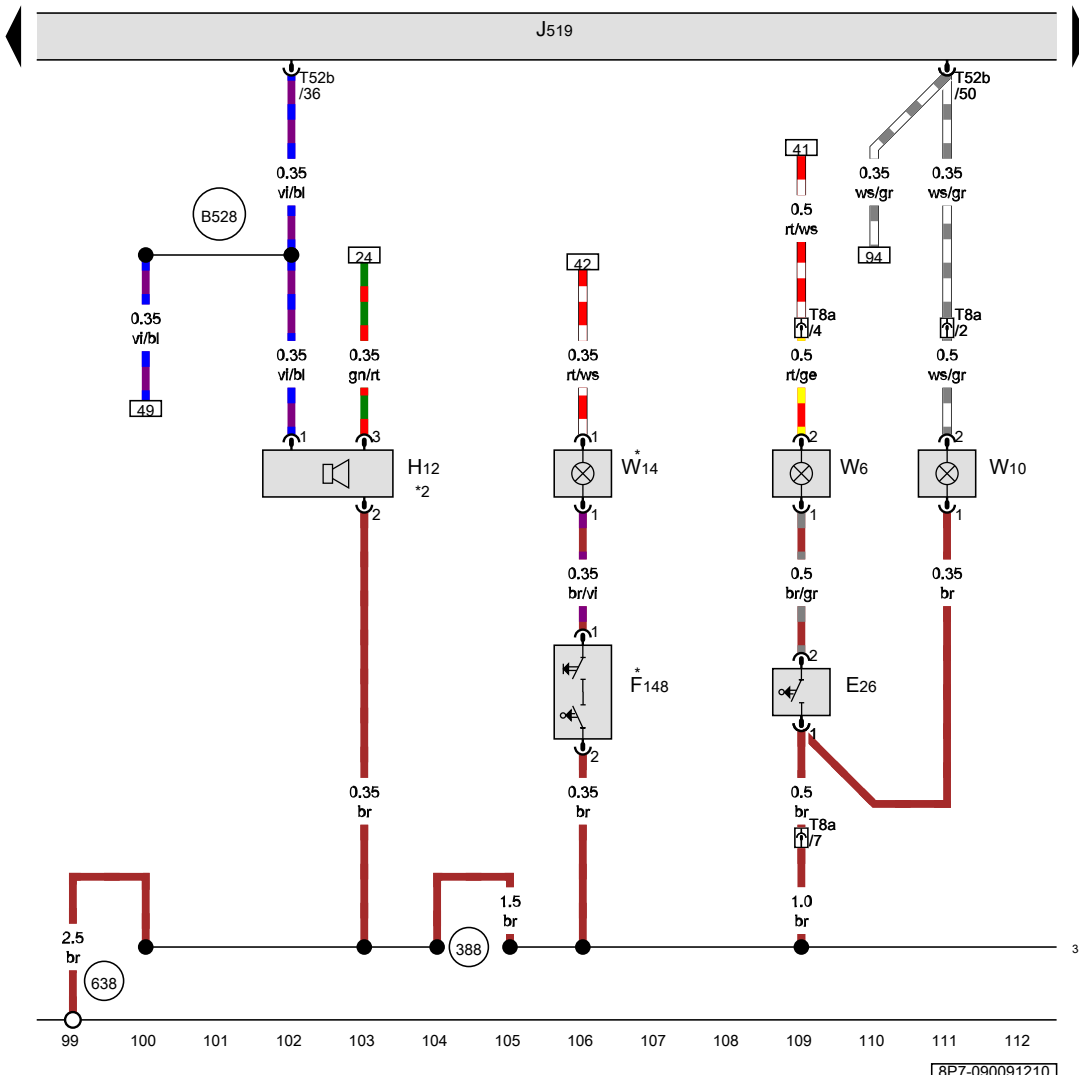 J519
T52b
/36
T52b
/50
0.35
vi/bl
B528
41
0.35
ws/gr
0.35
ws/gr
0.5
rt/ws
24
42
94
0.35
vi/bl
T8a
/4
T8a
/2
0.35
vi/bl
0.35
gn/rt
0.35
rt/ws
0.5
rt/ge
0.5
ws/gr
49
1
3
1
2
2
H12
*2
*
W14
W6
W10
2
1
1
1
0.35
br/vi
0.5
br/gr
0.35
br
1
2
*
F148
E26
1
2
0.35
br
0.35
br
0.5
br
T8a
/7
1.5
br
1.0
br
2.5
br
388
3
638
99 100 101 102 103 104 105 106 107 108 109 110 111 112
8P7-090091210